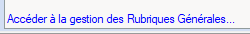 Accéder à la gestion des Rubriques Générales...